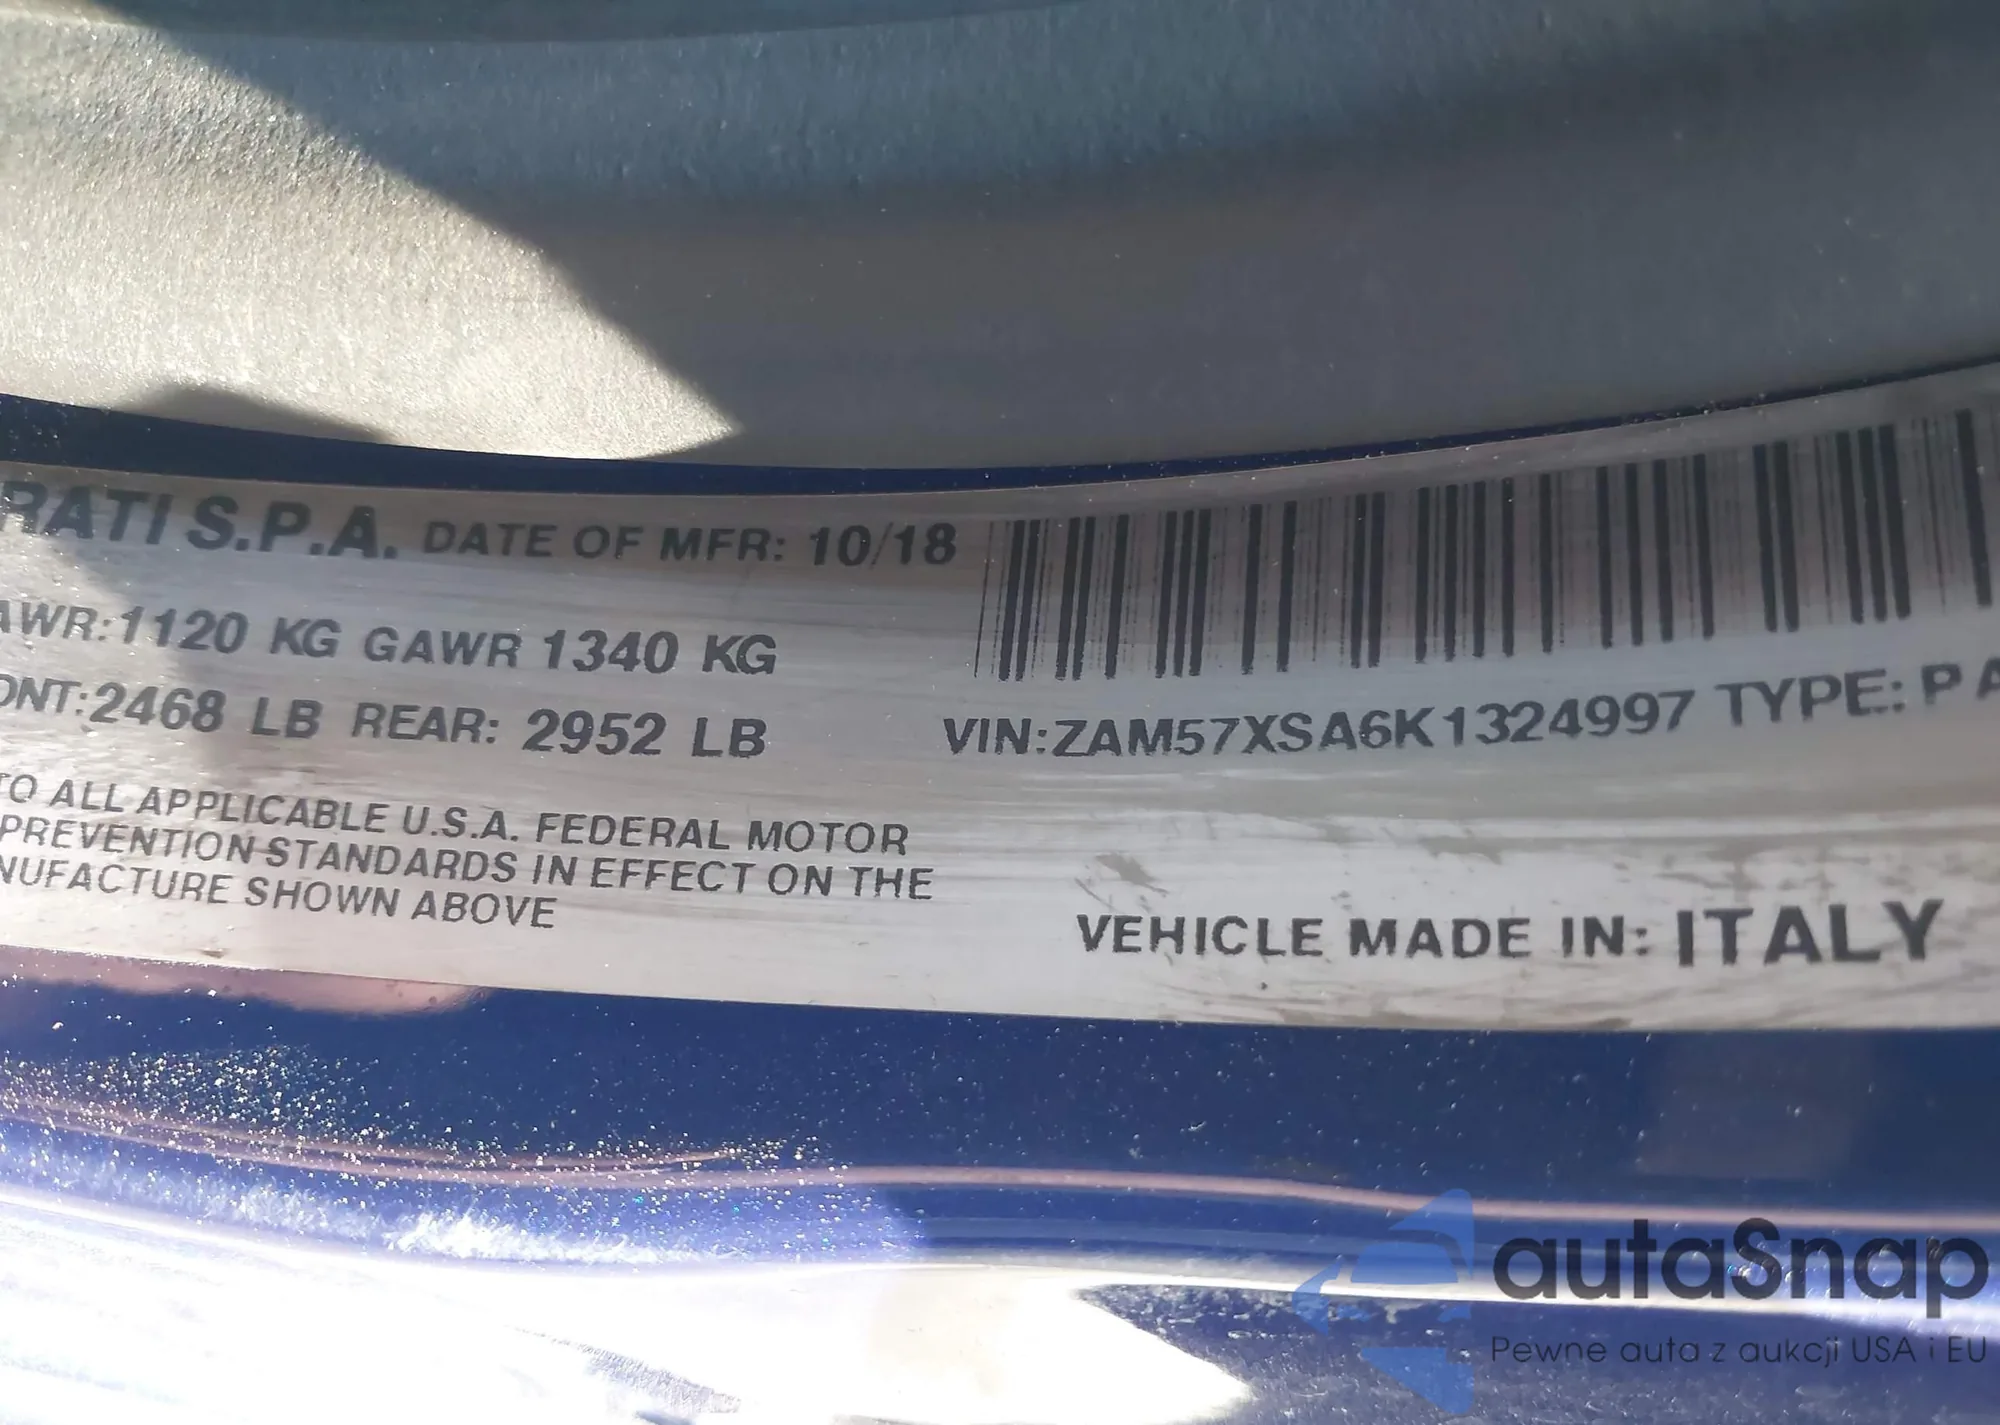 RATI S.P.A. DATE OF MFR: 10/18
AWR:1120 KG GAWR 1340 KG
ONT:2468 LB REAR: 2952 LB
VIN:ZAM57XSA6K1324997 TYPE: P A
TO ALL APPLICABLE U.S.A. FEDERAL MOTOR
PREVENTION STANDARDS IN EFFECT ON THE
NUFACTURE SHOWN ABOVE
VEHICLE MADE IN: ITALY
autaSnap
Pewne auta z aukcji USA i EU